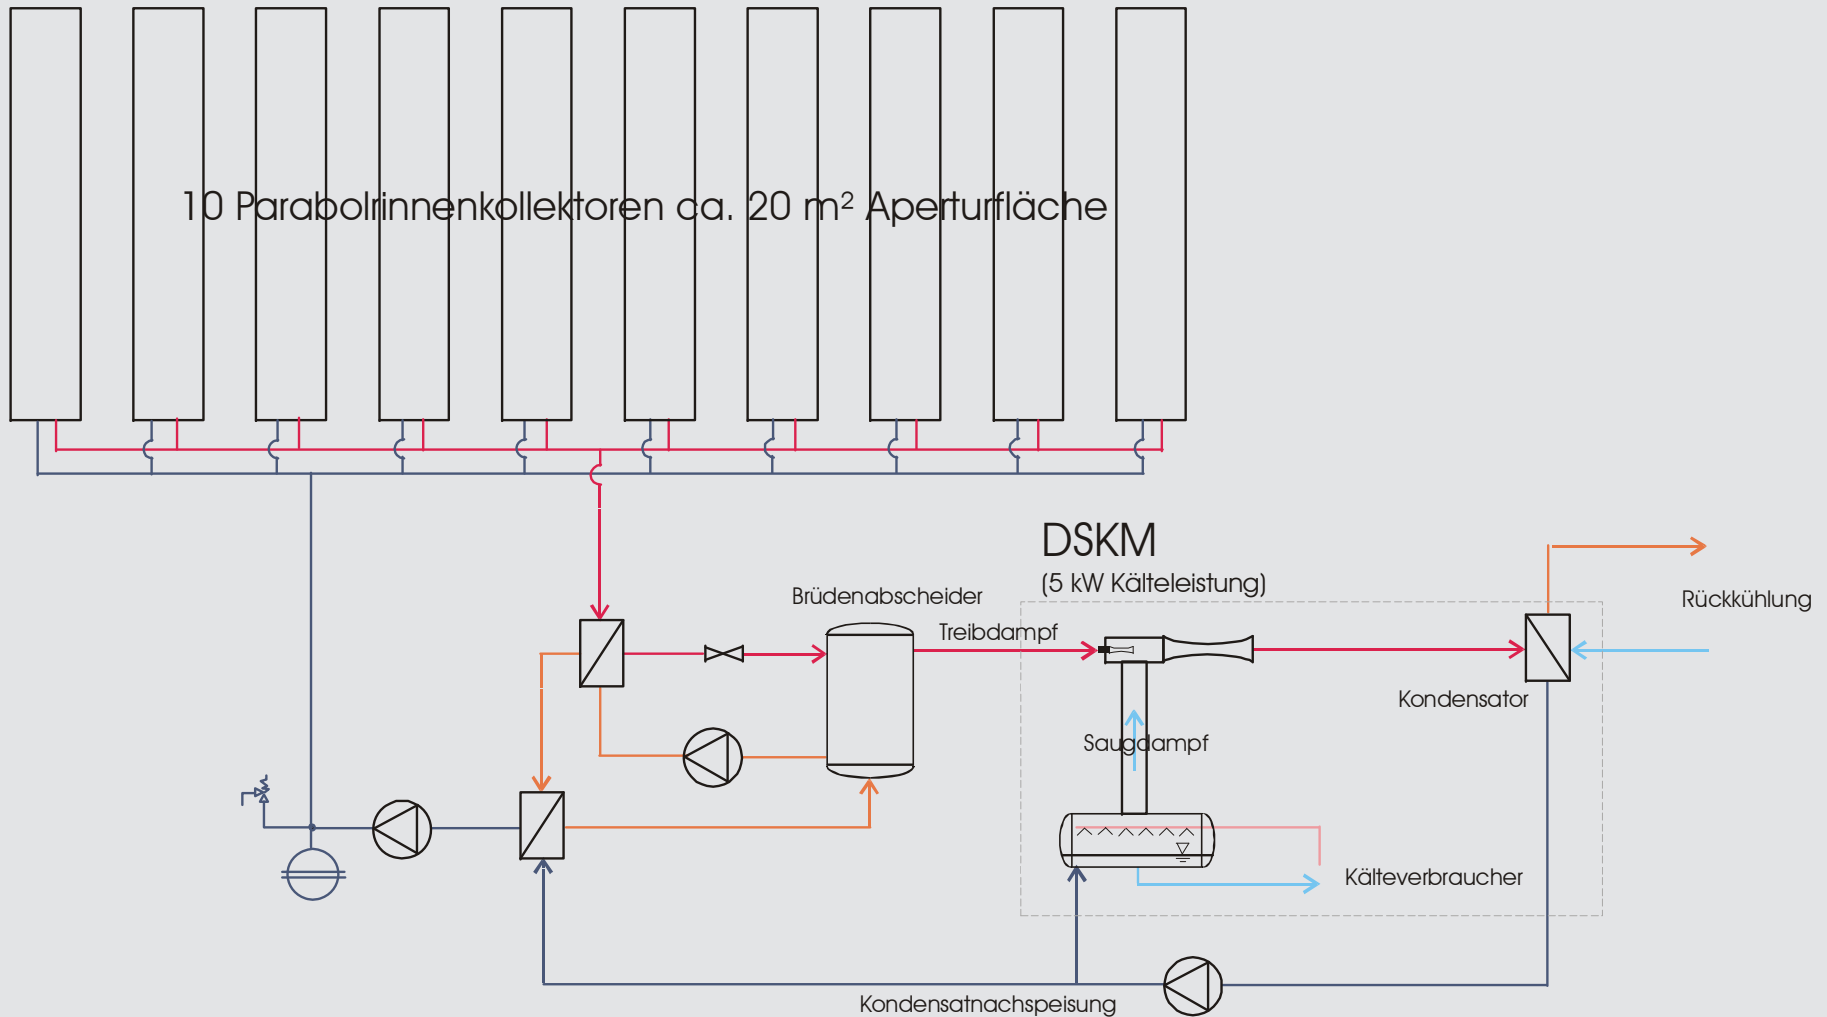 10 Parabolrinnenkollektoren ca. 20 m² Aperturfläche
DSKM
(5 kW Kälteleistung)
Brüdenabscheider
Treibdampf
Rückkühlung
Kondensator
Saugdampf
Kälteverbraucher
Kondensatnachspeisung